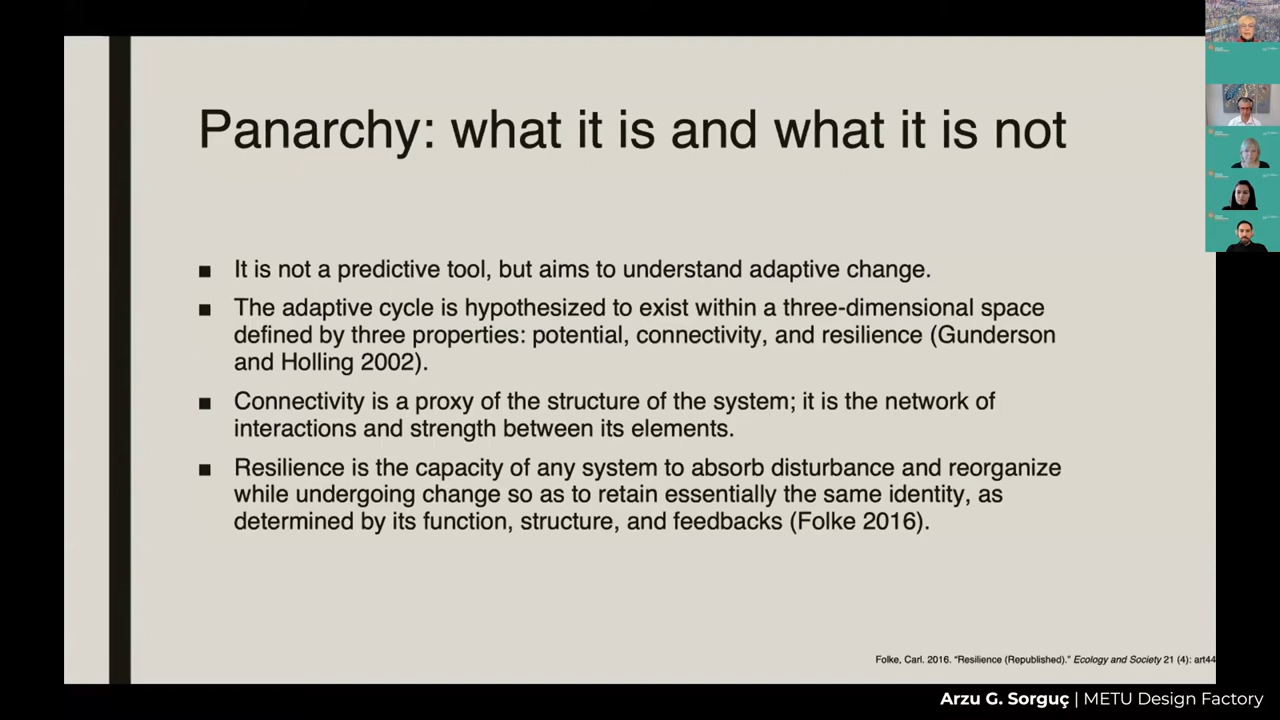 Panarchy: what it is and what it is not
■ It is not a predictive tool, but aims to understand adaptive change.
■ The adaptive cycle is hypothesized to exist within a three-dimensional space
defined by three properties: potential, connectivity, and resilience (Gunderson
and Holling 2002).
■ Connectivity is a proxy of the structure of the system; it is the network of
interactions and strength between its elements.
■ Resilience is the capacity of any system to absorb disturbance and reorganize
while undergoing change so as to retain essentially the same identity, as
determined by its function, structure, and feedbacks (Folke 2016).
Folke, Carl. 2016. “Resilience (Republished).” Ecology and Society 21 (4): art44
Arzu G. Sorguç | METU Design Factory